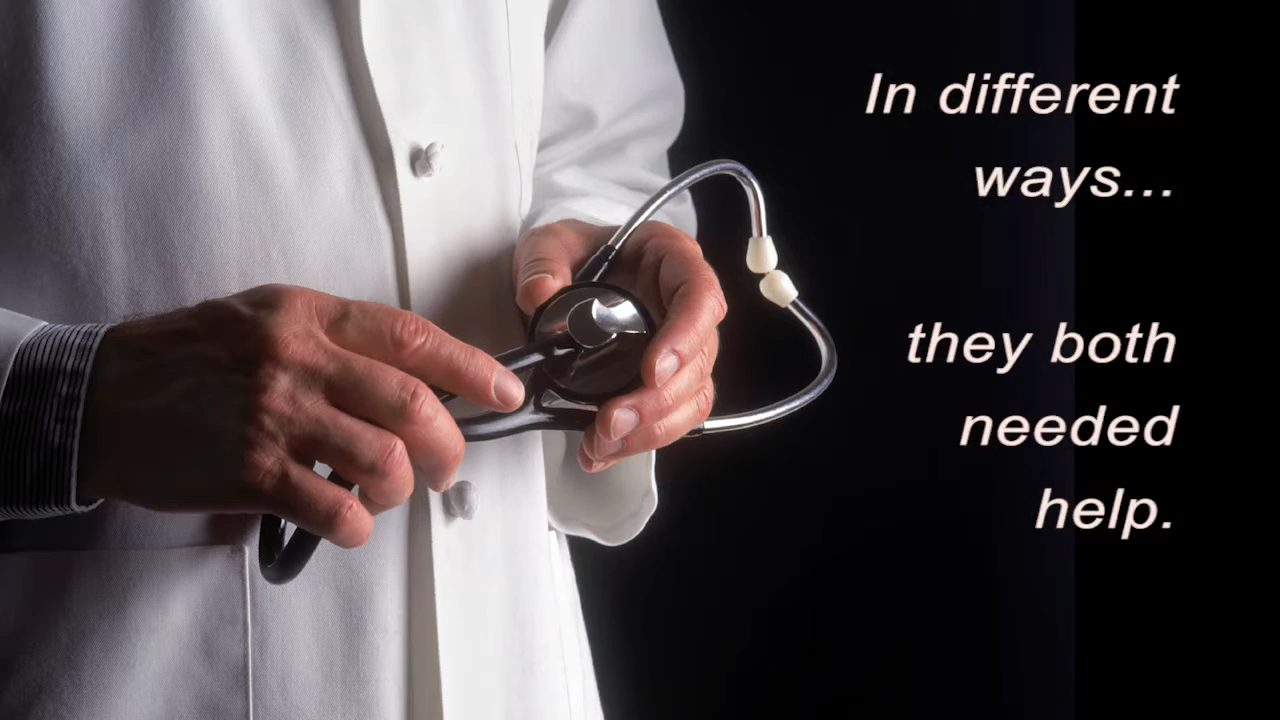 In different
ways...
they both
needed
help.